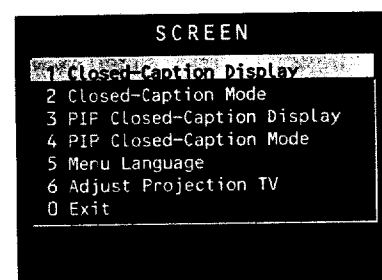 SCREEN
1 Closed-Caption Display
2 Closed-Caption Mode
3 PIP Closed-Caption Display
4 PIP Closed-Caption Mode
5 Menu Language
6 Adjust Projection TV
0 Exit